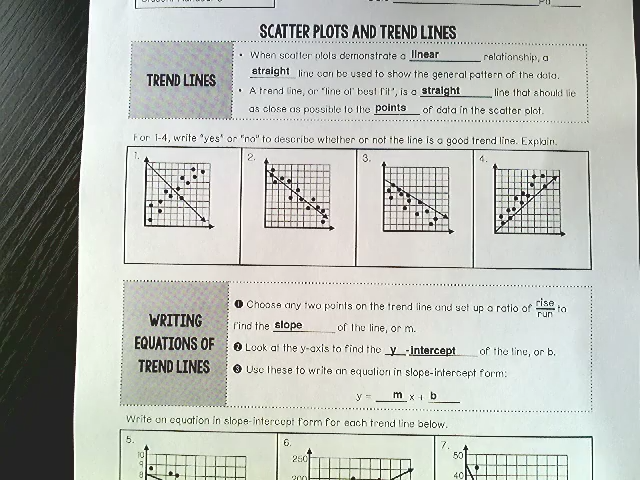 SCATTER PLOTS AND TREND LINES
TREND LINES
• When scatter plots demonstrate a linear relationship, a
straight line can be used to show the general pattern of the data.
• A trend line, or "line of best fit", is a straight line that should lie
as close as possible to the points of data in the scatter plot.
For 1-4, write "yes" or "no" to describe whether or not the line is a good trend line. Explain.
1. 2. 3. 4.
WRITING
EQUATIONS OF
TREND LINES
❶ Choose any two points on the trend line and set up a ratio of rise/run to
find the slope of the line, or m.
❷ Look at the y-axis to find the y -intercept of the line, or b.
❸ Use these to write an equation in slope-intercept form:
y = m x + b
Write an equation in slope-intercept form for each trend line below.
5. 6. 7.
10 250 50
9
8 200 40